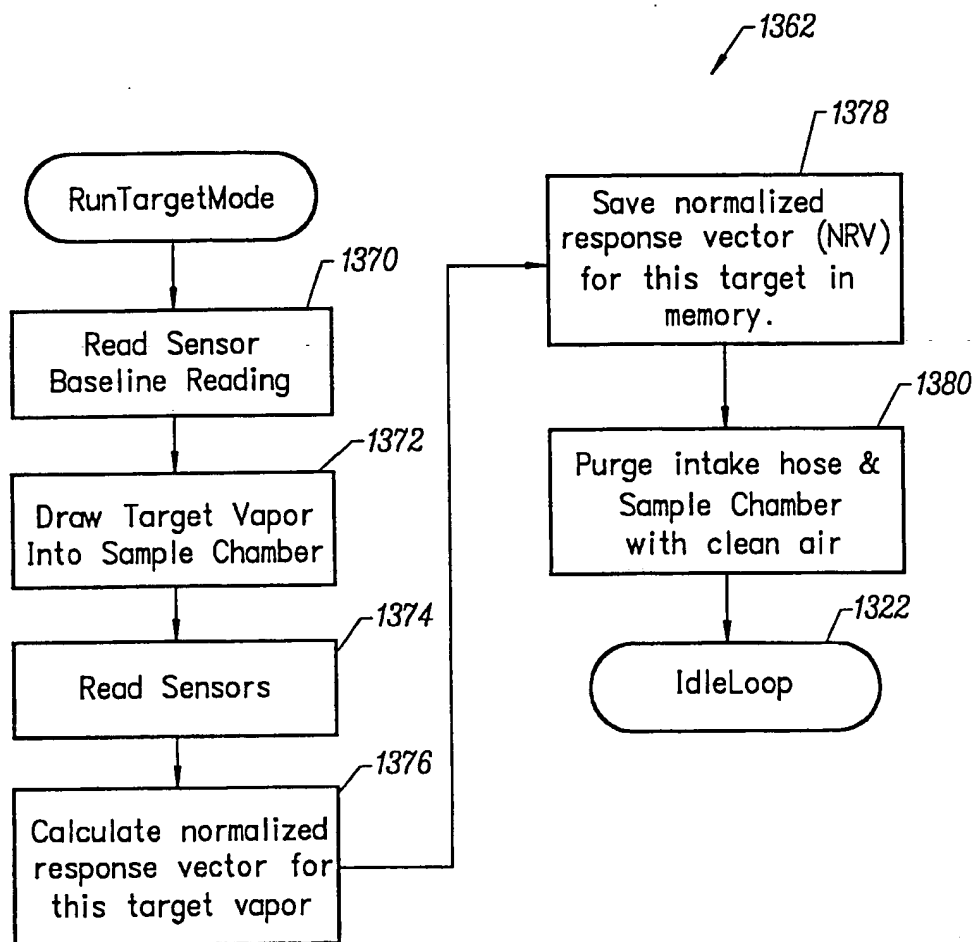 1362
RunTargetMode
1370
Read Sensor
Baseline Reading
1372
Draw Target Vapor
Into Sample Chamber
1374
Read Sensors
1376
Calculate normalized
response vector for
this target vapor
1378
Save normalized
response vector (NRV)
for this target in
memory.
1380
Purge intake hose &
Sample Chamber
with clean air
1322
IdleLoop